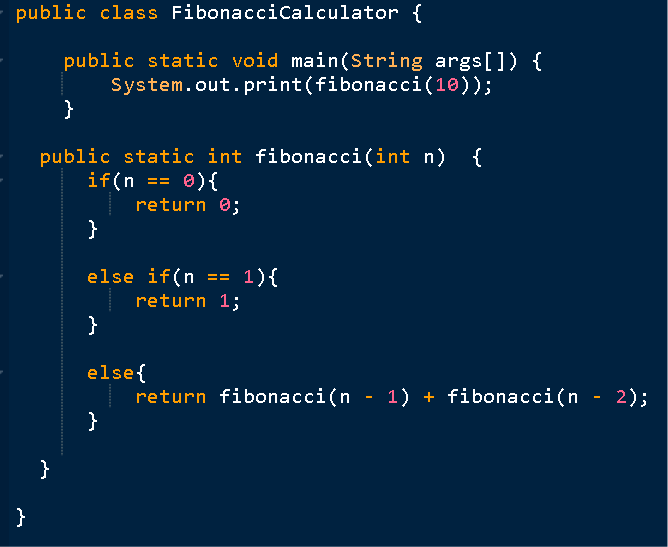 public class FibonacciCalculator {
public static void main(String args[]) {
System.out.print(fibonacci(10));
}
public static int fibonacci(int n)  {
if(n == 0){
return 0;
}
else if(n == 1){
return 1;
}
else{
return fibonacci(n - 1) + fibonacci(n - 2);
}
}
}